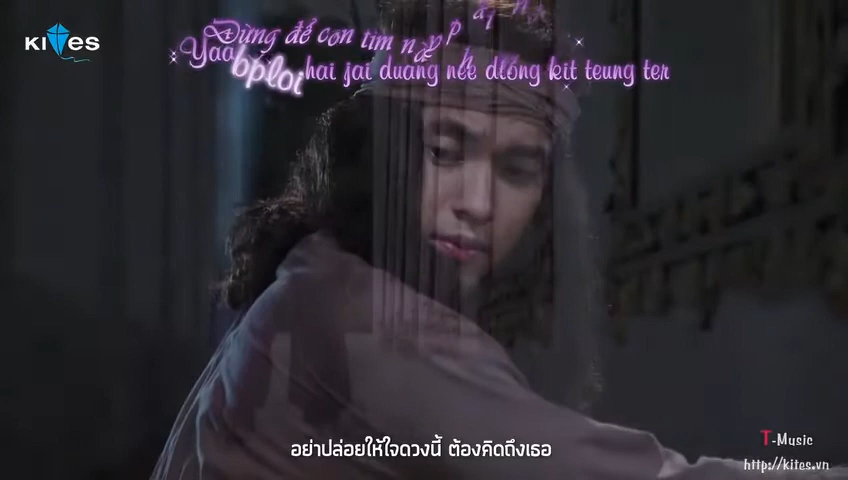 KITES
Dừng để con tim
Yaa bploi hai jai duang nee dtong kit teung ter
อย่าปล่อยให้ใจดวงนี้ ต้องคิดถึงเธอ
T-Music
http://kites.vn